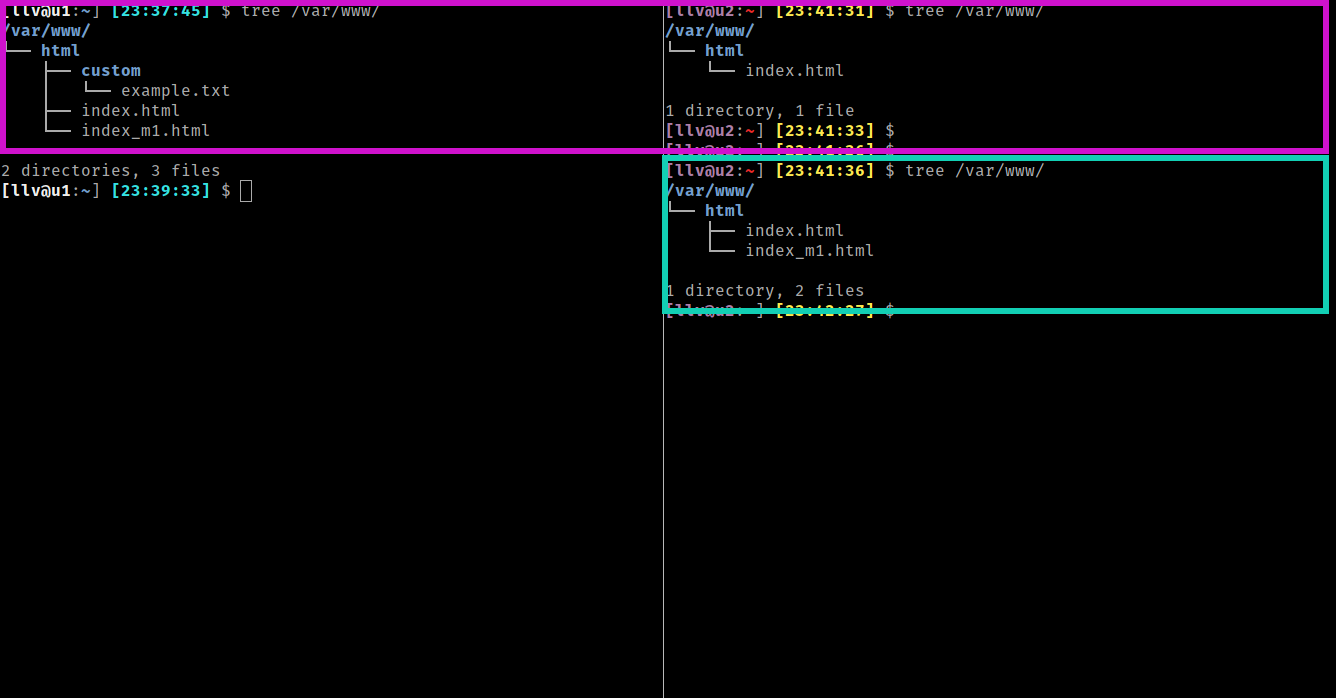 [llv@u1:~] [23:37:45] $ tree /var/www/
/var/www/
└── html
    ├── custom
    │   └── example.txt
    ├── index.html
    └── index_m1.html

2 directories, 3 files
[llv@u1:~] [23:39:33] $
[llv@u2:~] [23:41:31] $ tree /var/www/
/var/www/
└── html
    └── index.html

1 directory, 1 file
[llv@u2:~] [23:41:33] $
[llv@u2:~] [23:41:36] $
[llv@u2:~] [23:41:36] $ tree /var/www/
/var/www/
└── html
    ├── index.html
    └── index_m1.html

1 directory, 2 files
[llv@u2:~] [23:42:27] $